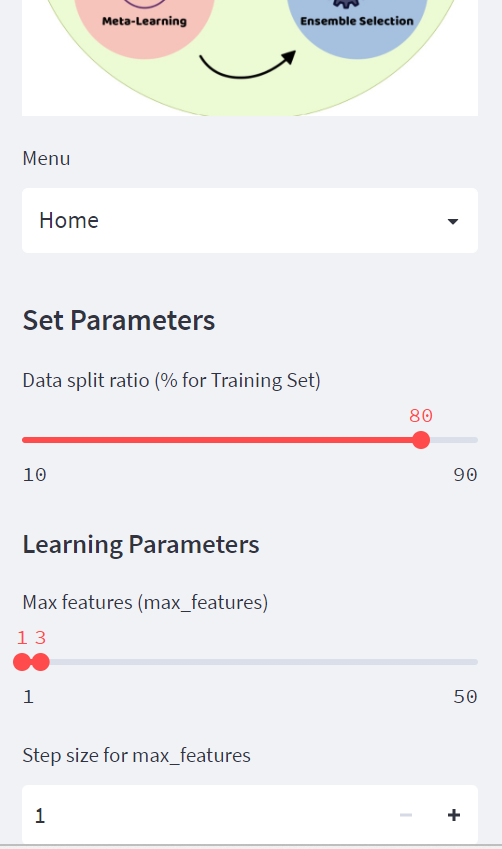 Meta-Learning Ensemble Selection
Menu
Home
Set Parameters
Data split ratio (% for Training Set)
80
10 90
Learning Parameters
Max features (max_features)
1 3
1 50
Step size for max_features
1 − +